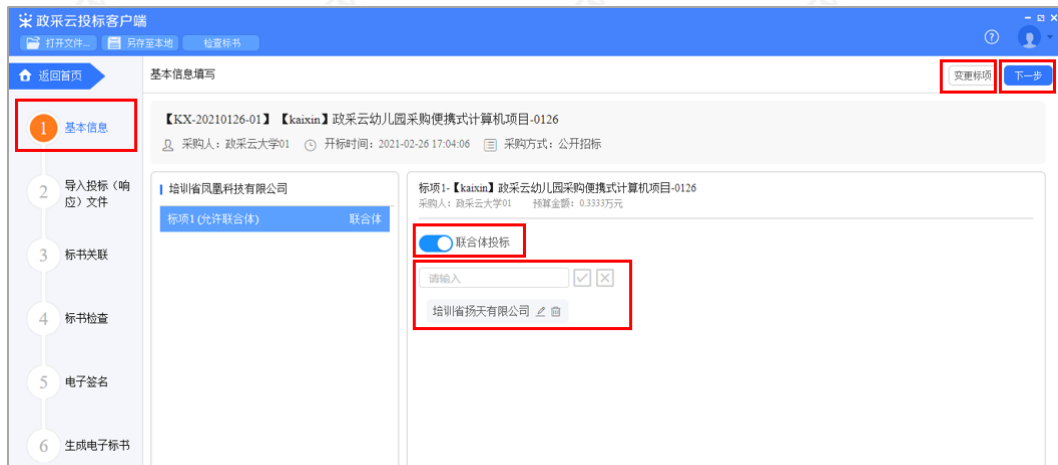 政采云投标客户端
打开文件... 另存至本地 检查标书
返回首页 基本信息填写 变更标项 下一步
1 基本信息
【KX-20210126-01】【kaixin】政采云幼儿园采购便携式计算机项目-0126
采购人：政采云大学01 开标时间：2021-02-26 17:04:06 采购方式：公开招标
2 导入投标（响应）文件
培训省凤凰科技有限公司
标项1 (允许联合体) 联合体
标项1-【kaixin】政采云幼儿园采购便携式计算机项目-0126
采购人：政采云大学01 预算金额：0.3333万元
联合体投标
请输入
培训省扬天有限公司
3 标书关联
4 标书检查
5 电子签名
6 生成电子标书